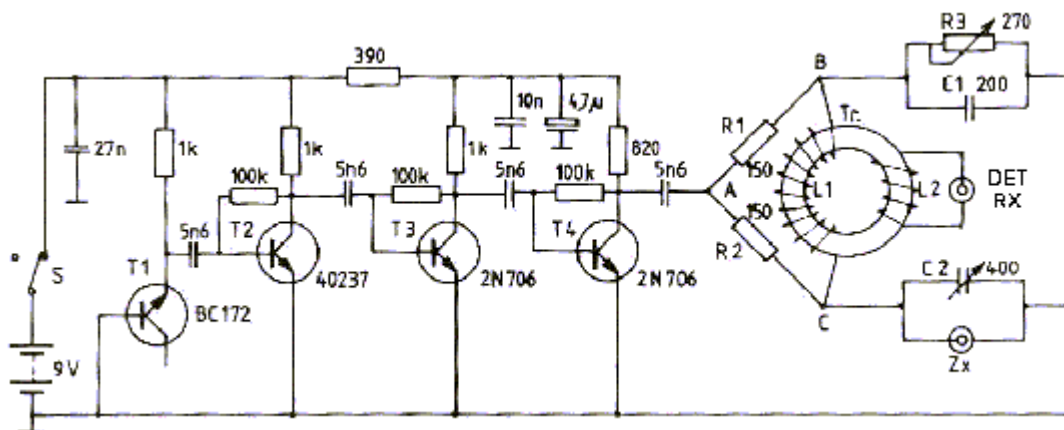 390
R3 270
B
C1 200
10n
4,7µ
27n
1k
1k
1k
820
R1
Tr.
100k
5n6
100k
5n6
100k
5n6
150
A
L1
L2
DET
RX
150
5n6
T2
T3
T4
R2
S
T1
40237
2N706
2N706
C2 400
BC172
C
Zx
9V